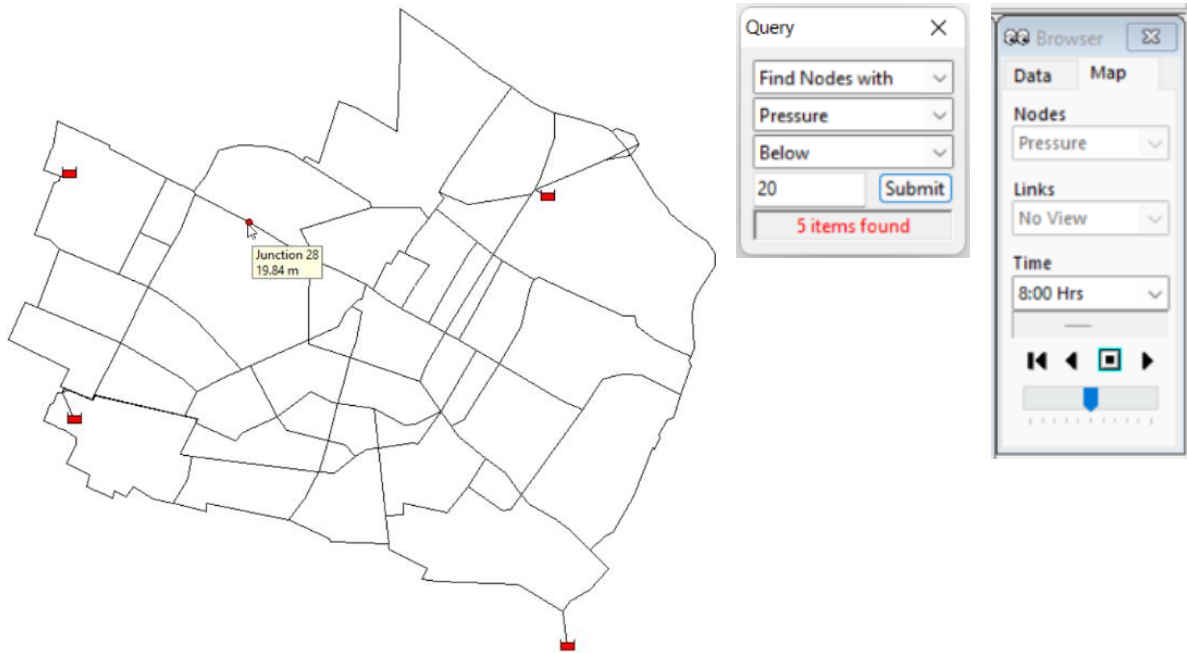 Junction 28
19.84 m
Query
Find Nodes with
Pressure
Below
20
Submit
5 items found
Browser
Data
Map
Nodes
Pressure
Links
No View
Time
8:00 Hrs